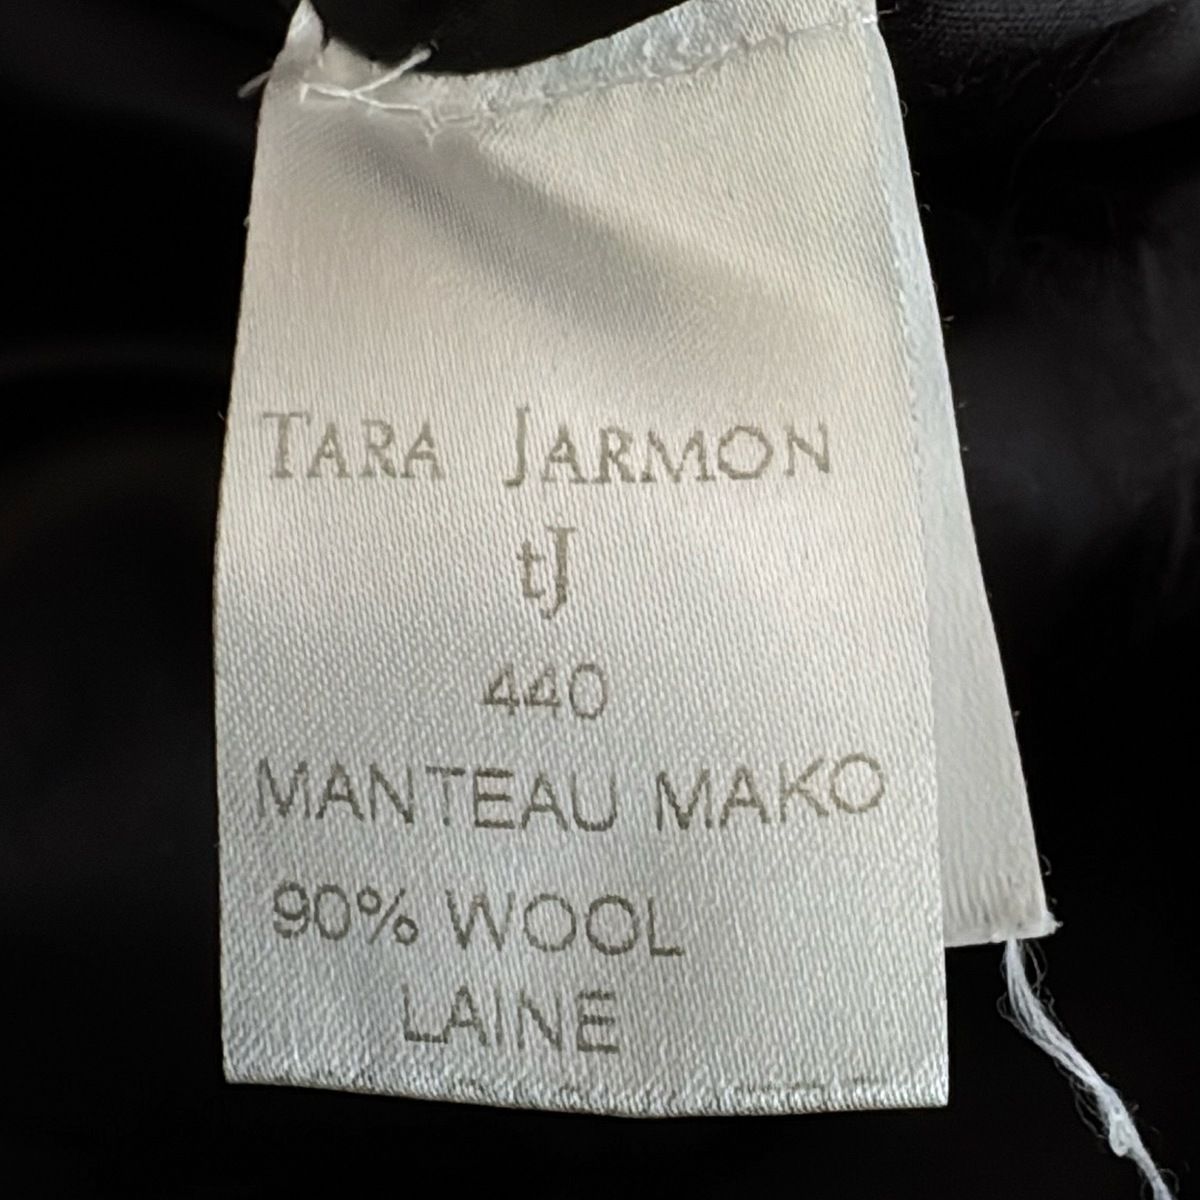 TARA JARMON
tJ
440
MANTEAU MAKO
90% WOOL
LAINE